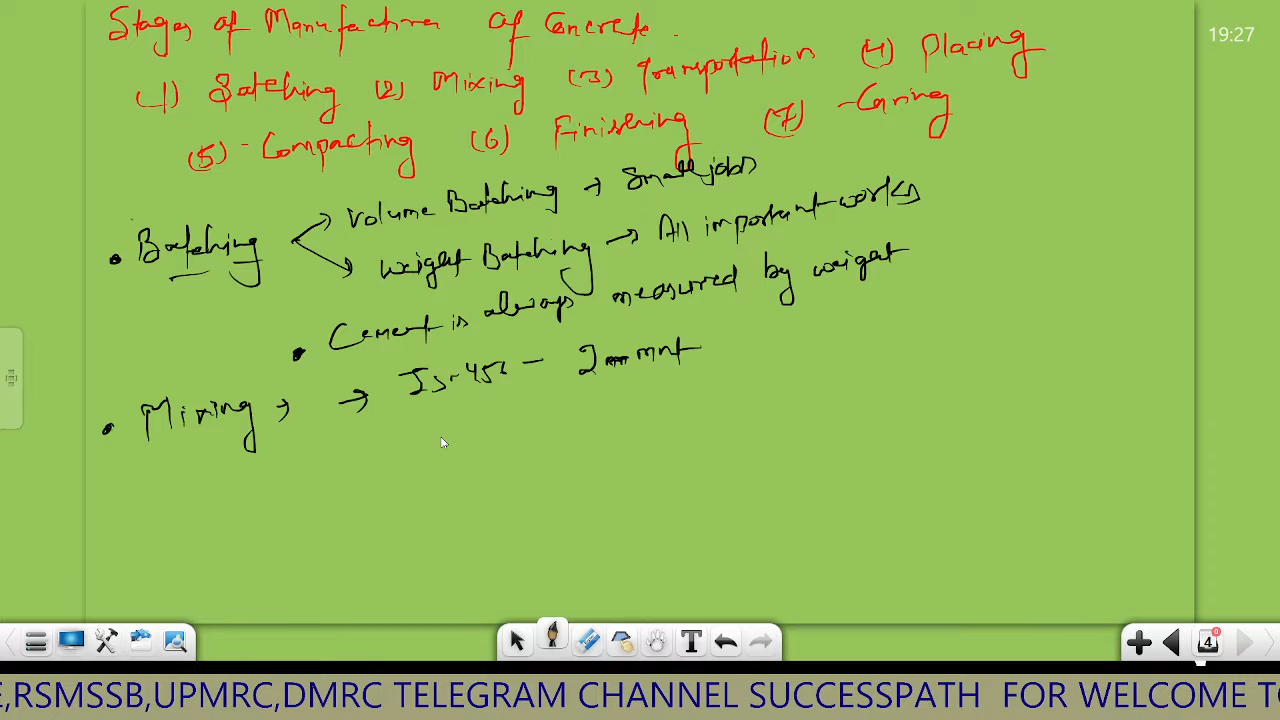 Stages of Manufacture of Concrete
19:27
(1) Batching (2) Mixing (3) Transportation (4) Placing
(5) Compacting (6) Finishing (7) Curing
• Batching → Volume Batching → Small jobs
→ Weight Batching → All important works
• Cement is always measured by weight
• Mixing → → IS-456 - 2 mnt
4
E,RSMSSB,UPMRC,DMRC TELEGRAM CHANNEL SUCCESSPATH FOR WELCOME TO